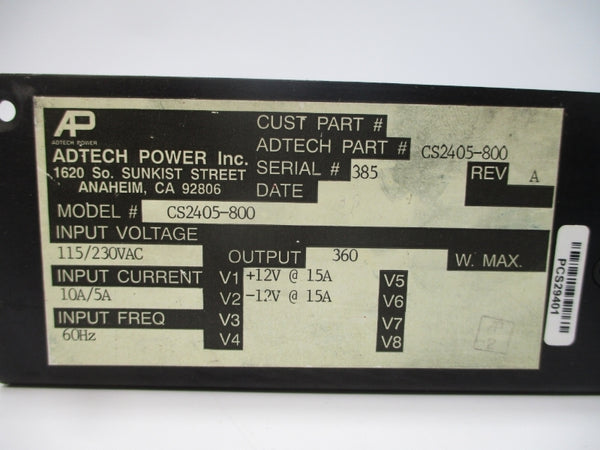 AP
ADTECH POWER
ADTECH POWER Inc.
1620 So. SUNKIST STREET
ANAHEIM, CA 92806
CUST PART #
ADTECH PART # CS2405-800
SERIAL # 385 REV A
DATE
MODEL # CS2405-800
INPUT VOLTAGE
115/230VAC OUTPUT 360 W. MAX.
INPUT CURRENT V1 +12V @ 15A V5
10A/5A V2 -12V @ 15A V6
INPUT FREQ V3 V7
60Hz V4 V8
PCS29401